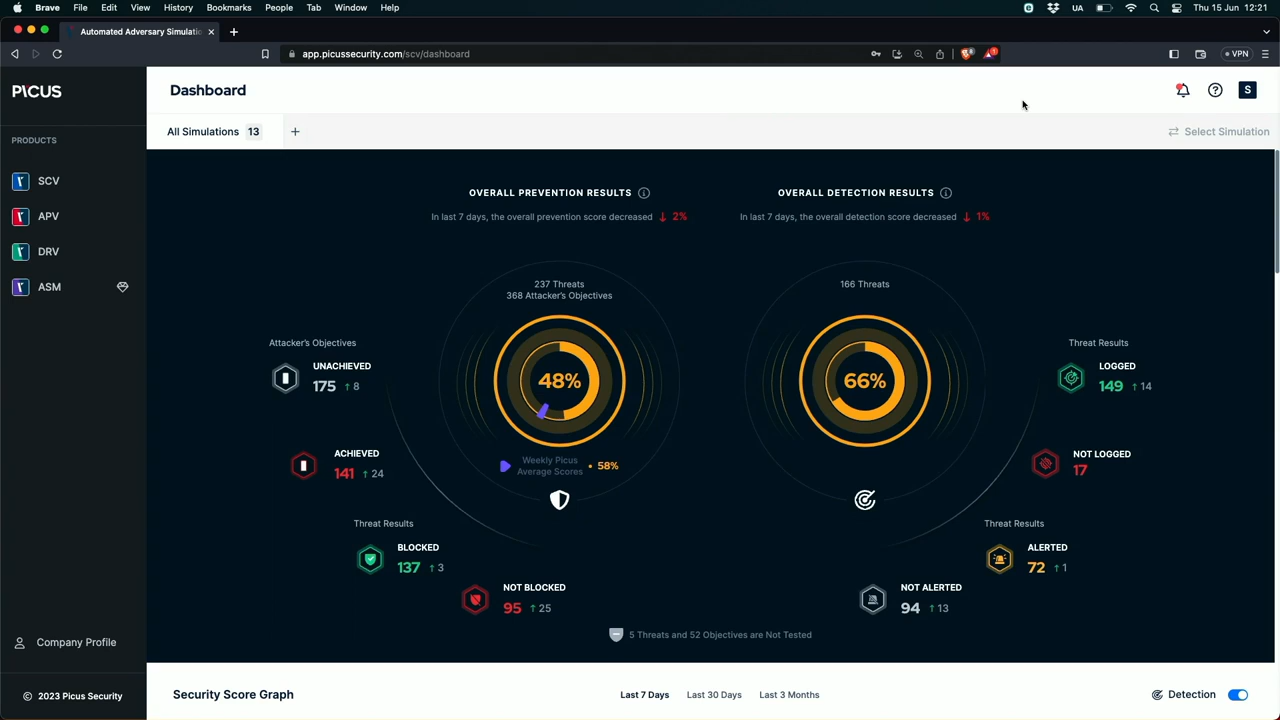 Brave File Edit View History Bookmarks People Tab Window Help UA Thu 15 Jun 12:21
Automated Adversary Simulatio
app.picussecurity.com/scv/dashboard VPN
PICUS
Dashboard
S
PRODUCTS
SCV
APV
DRV
ASM
Company Profile
© 2023 Picus Security
All Simulations 13
Select Simulation
OVERALL PREVENTION RESULTS
In last 7 days, the overall prevention score decreased ↓ 2%
237 Threats
368 Attacker's Objectives
48%
Weekly Picus
Average Scores • 58%
Attacker's Objectives
UNACHIEVED
175 ↑ 8
ACHIEVED
141 ↑ 24
Threat Results
BLOCKED
137 ↑ 3
NOT BLOCKED
95 ↑ 25
OVERALL DETECTION RESULTS
In last 7 days, the overall detection score decreased ↓ 1%
166 Threats
66%
Threat Results
LOGGED
149 ↑ 14
NOT LOGGED
17
Threat Results
ALERTED
72 ↑ 1
NOT ALERTED
94 ↑ 13
5 Threats and 52 Objectives are Not Tested
Security Score Graph
Last 7 Days Last 30 Days Last 3 Months
Detection